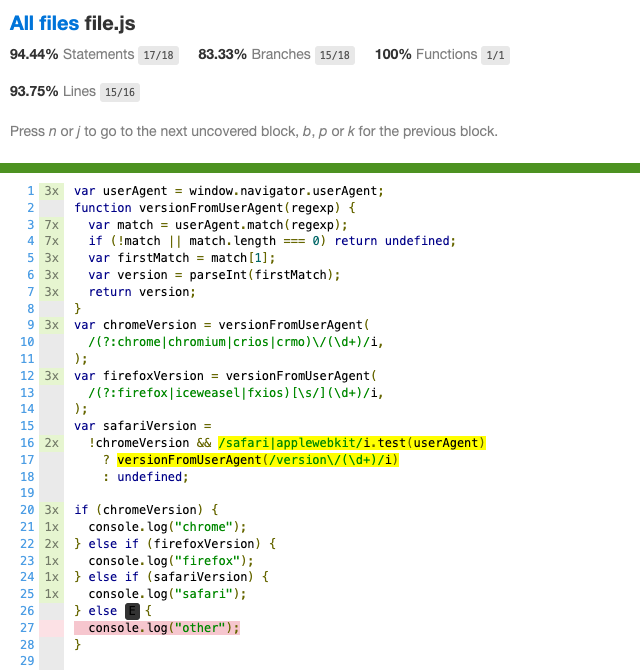 All files file.js
94.44% Statements 17/18 83.33% Branches 15/18 100% Functions 1/1
93.75% Lines 15/16
Press n or j to go to the next uncovered block, b, p or k for the previous block.
1 3x var userAgent = window.navigator.userAgent;
2 function versionFromUserAgent(regexp) {
3 7x var match = userAgent.match(regexp);
4 7x if (!match || match.length === 0) return undefined;
5 3x var firstMatch = match[1];
6 3x var version = parseInt(firstMatch);
7 3x return version;
8 }
9 3x var chromeVersion = versionFromUserAgent(
10 /(?:chrome|chromium|crios|crmo)\/(\d+)/i,
11 );
12 3x var firefoxVersion = versionFromUserAgent(
13 /(?:firefox|iceweasel|fxios)[\s/](\d+)/i,
14 );
15 var safariVersion =
16 2x !chromeVersion && /safari|applewebkit/i.test(userAgent)
17 ? versionFromUserAgent(/version\/(\d+)/i)
18 : undefined;
19
20 3x if (chromeVersion) {
21 1x console.log("chrome");
22 2x } else if (firefoxVersion) {
23 1x console.log("firefox");
24 1x } else if (safariVersion) {
25 1x console.log("safari");
26 } else E {
27 console.log("other");
28 }
29